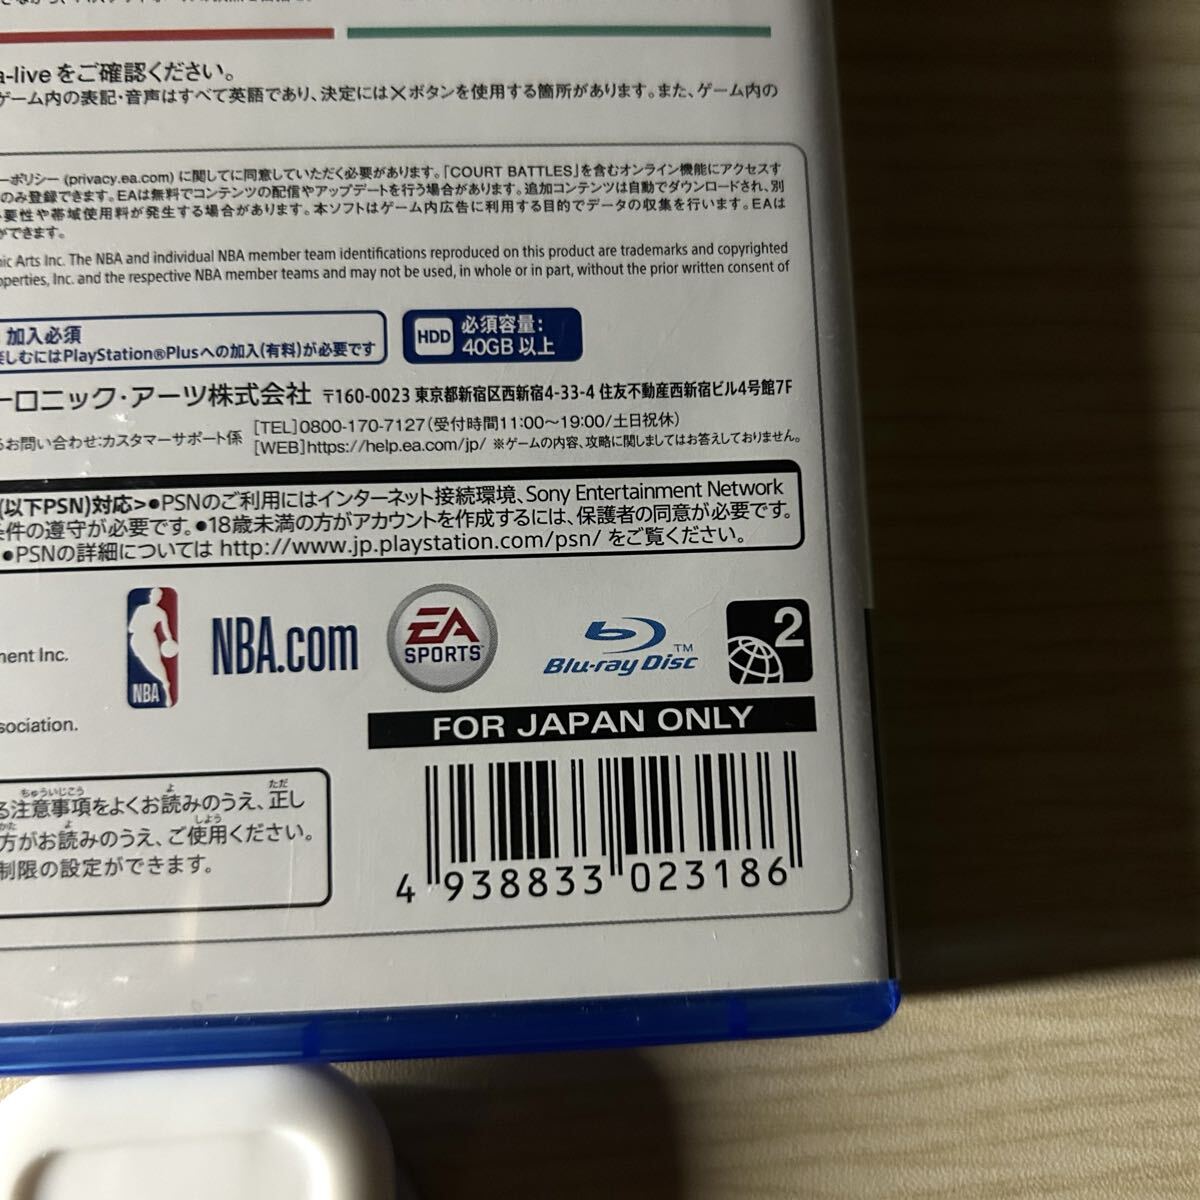 a-liveをご確認ください。
ゲーム内の表記・音声はすべて英語であり、決定には×ボタンを使用する箇所があります。また、ゲーム内の
ーポリシー (privacy.ea.com) に関してに同意していただく必要があります。「COURT BATTLES」を含むオンライン機能にアクセスす
のみ登録できます。EAは無料でコンテンツの配信やアップデートを行う場合があります。追加コンテンツは自動でダウンロードされ、別
要性や帯域使用料が発生する場合があります。本ソフトはゲーム内広告に利用する目的でデータの収集を行います。EAは
ができます。
nic Arts Inc. The NBA and individual NBA member team identifications reproduced on this product are trademarks and copyrighted
operties, Inc. and the respective NBA member teams and may not be used, in whole or in part, without the prior written consent of
加入必須
楽しむにはPlayStation®Plusへの加入(有料)が必要です
HDD 必須容量:
40GB 以上
ーロニック・アーツ株式会社 〒160-0023 東京都新宿区西新宿4-33-4 住友不動産西新宿ビル4号館7F
るお問い合わせ:カスタマーサポート係
[TEL]0800-170-7127(受付時間11:00～19:00/土日祝休)
[WEB]https://help.ea.com/jp/ ※ゲームの内容、攻略に関しましてはお答えしておりません。
(以下PSN)対応>●PSNのご利用にはインターネット接続環境、Sony Entertainment Network
条件の遵守が必要です。●18歳未満の方がアカウントを作成するには、保護者の同意が必要です。
●PSNの詳細については http://www.jp.playstation.com/psn/ をご覧ください。
NBA
NBA.com
EA
SPORTS™
Blu-ray Disc™
2
ment Inc.
sociation.
FOR JAPAN ONLY
る注意事項をよくお読みのうえ、正し
方がお読みのうえ、ご使用ください。
制限の設定ができます。
4 938833 023186